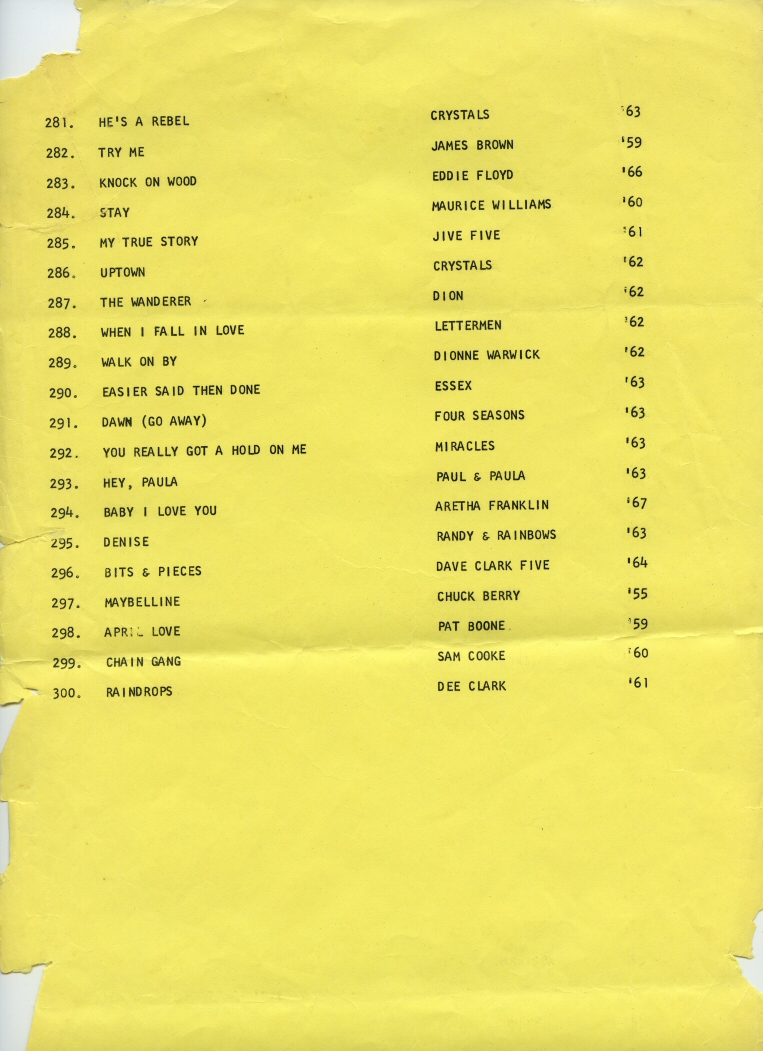 281. HE'S A REBEL CRYSTALS '63
282. TRY ME JAMES BROWN '59
283. KNOCK ON WOOD EDDIE FLOYD '66
284. STAY MAURICE WILLIAMS '60
285. MY TRUE STORY JIVE FIVE '61
286. UPTOWN CRYSTALS '62
287. THE WANDERER DION '62
288. WHEN I FALL IN LOVE LETTERMEN '62
289. WALK ON BY DIONNE WARWICK '62
290. EASIER SAID THEN DONE ESSEX '63
291. DAWN (GO AWAY) FOUR SEASONS '63
292. YOU REALLY GOT A HOLD ON ME MIRACLES '63
293. HEY, PAULA PAUL & PAULA '63
294. BABY I LOVE YOU ARETHA FRANKLIN '67
295. DENISE RANDY & RAINBOWS '63
296. BITS & PIECES DAVE CLARK FIVE '64
297. MAYBELLINE CHUCK BERRY '55
298. APRIL LOVE PAT BOONE '59
299. CHAIN GANG SAM COOKE '60
300. RAINDROPS DEE CLARK '61